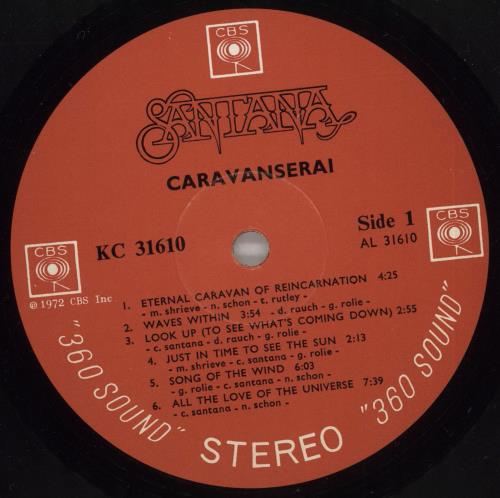 CBS
SANTANA
CARAVANSERAI
KC 31610
Side 1
AL 31610
CBS
CBS
℗ 1972 CBS Inc.
1. ETERNAL CARAVAN OF REINCARNATION 4:25
- m. shrieve - n. schon - t. rutley -
2. WAVES WITHIN 3:54 - d. rauch - g. rolie -
3. LOOK UP (TO SEE WHAT'S COMING DOWN) 2:55
- c. santana - d. rauch - g. rolie -
4. JUST IN TIME TO SEE THE SUN 2:13
- m. shrieve - c. santana - g. rolie -
5. SONG OF THE WIND 6:03
- g. rolie - c. santana - n. schon -
6. ALL THE LOVE OF THE UNIVERSE 7:39
- c. santana - n. schon -
"360 SOUND" STEREO "360 SOUND"